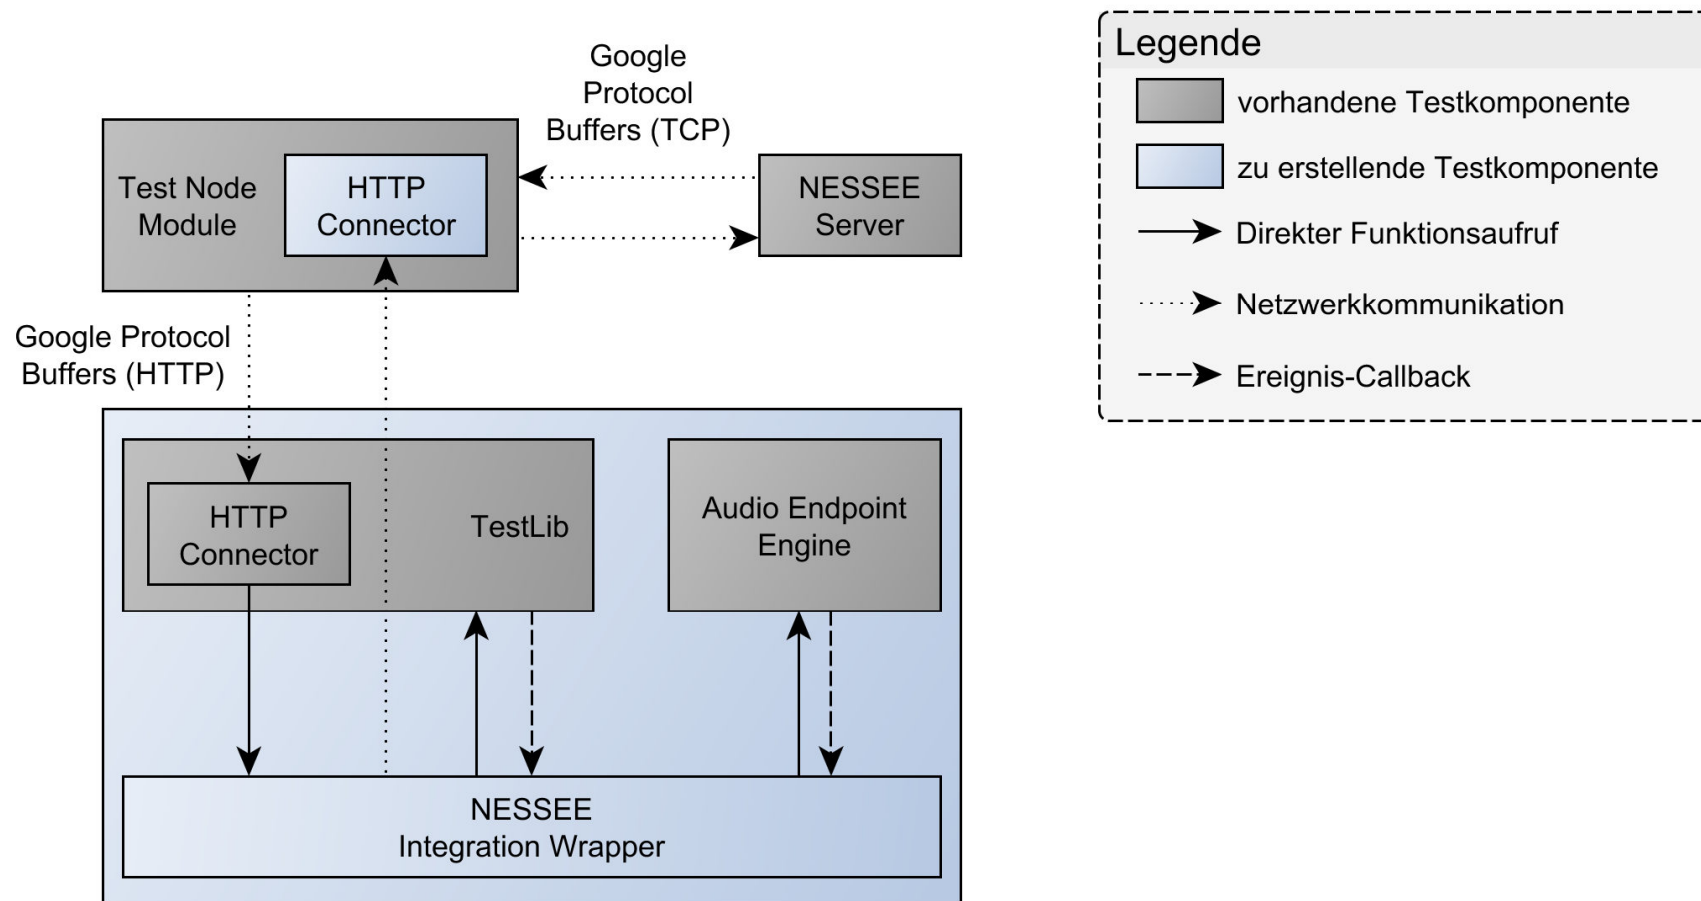 Google
Protocol
Buffers (TCP)
Test Node
Module
HTTP
Connector
NESSEE
Server
Google Protocol
Buffers (HTTP)
HTTP
Connector
TestLib
Audio Endpoint
Engine
NESSEE
Integration Wrapper
Legende
vorhandene Testkomponente
zu erstellende Testkomponente
Direkter Funktionsaufruf
Netzwerkkommunikation
Ereignis-Callback